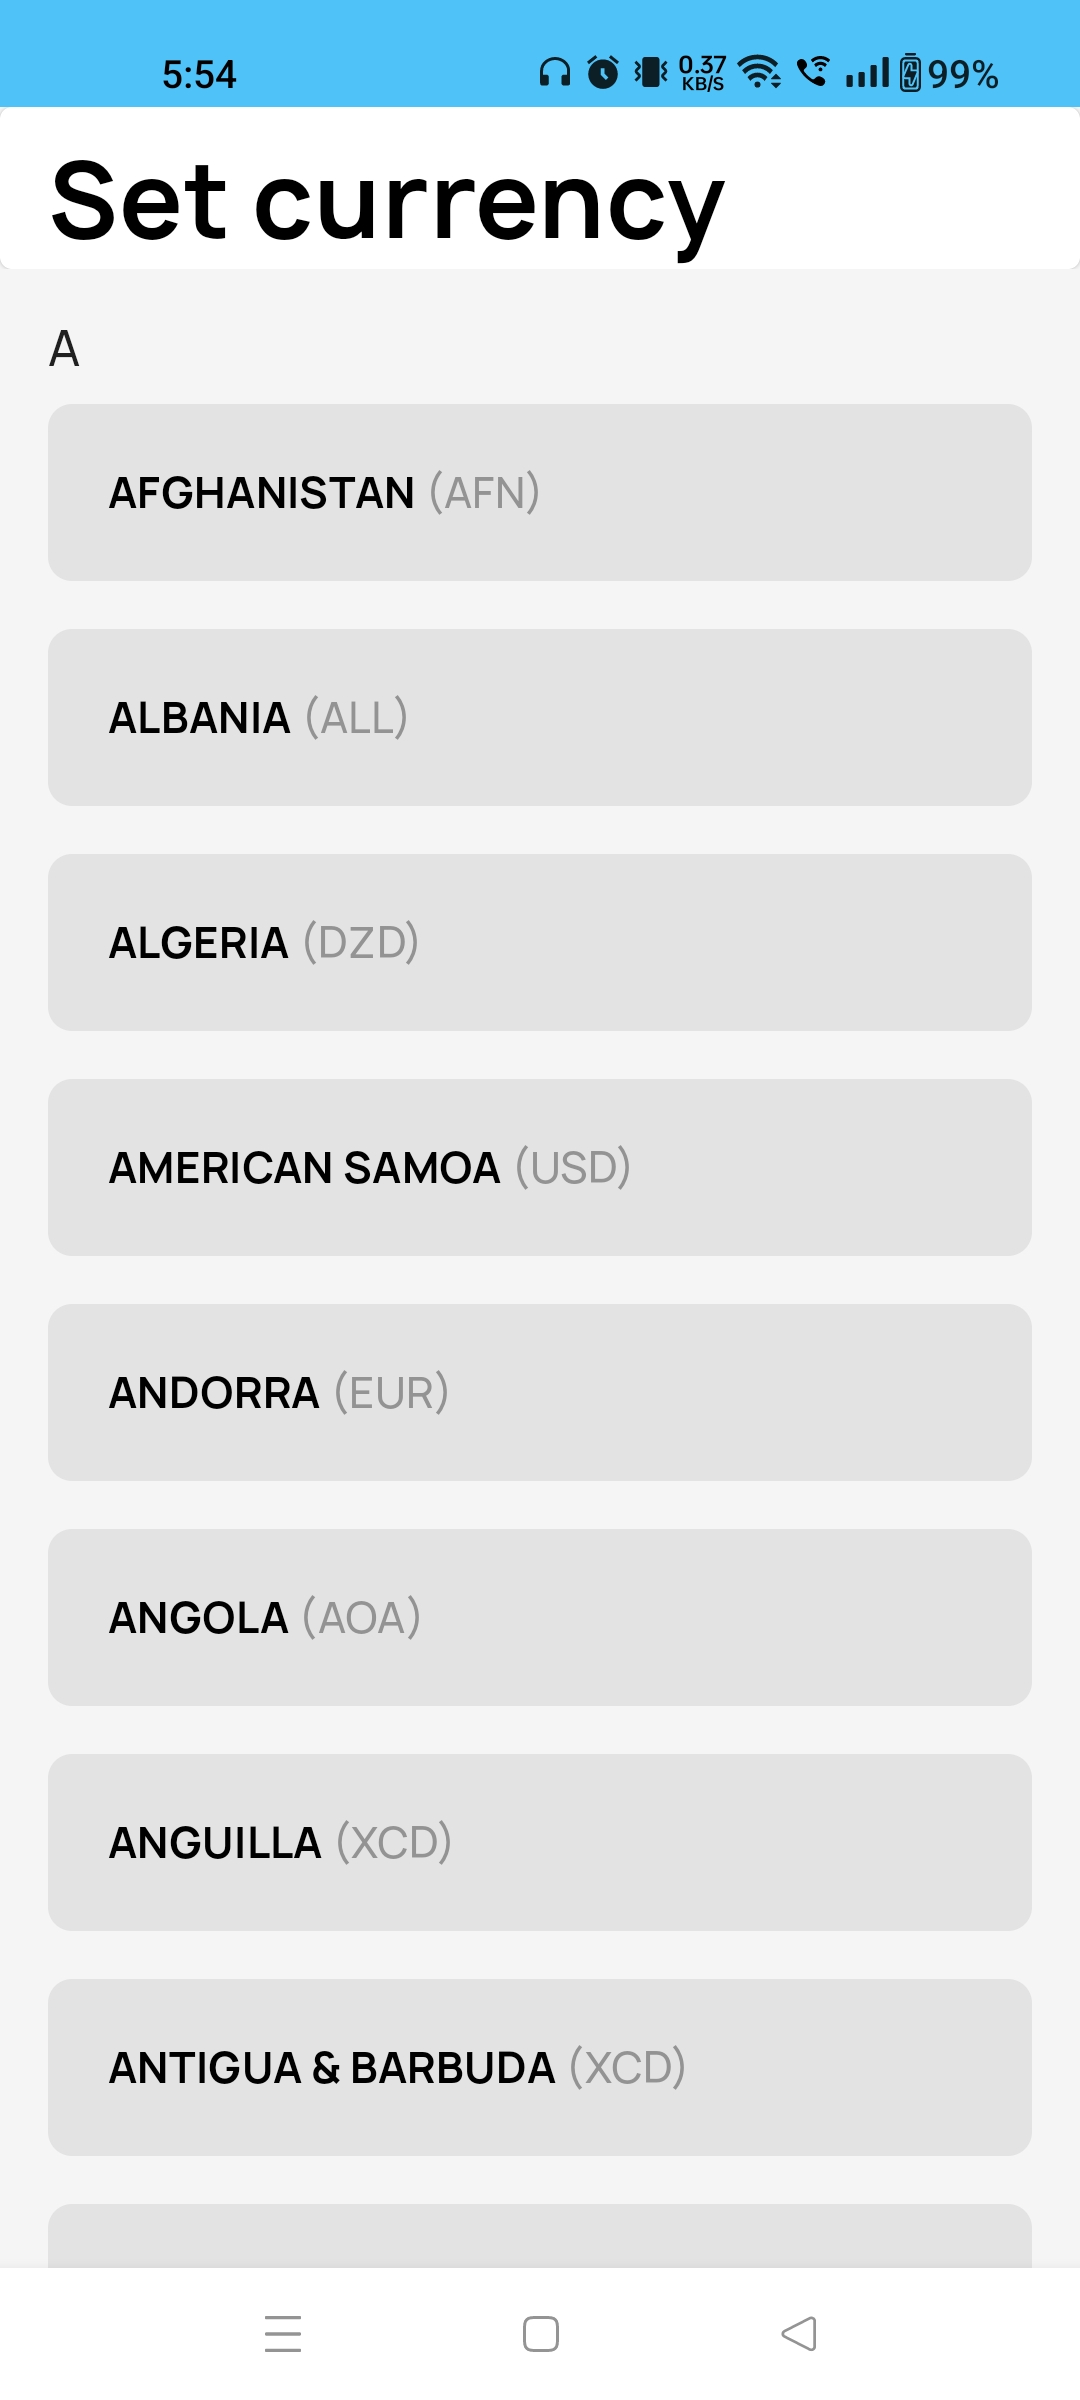 5:54 0.37 KB/S 99%
Set currency
A
AFGHANISTAN (AFN)
ALBANIA (ALL)
ALGERIA (DZD)
AMERICAN SAMOA (USD)
ANDORRA (EUR)
ANGOLA (AOA)
ANGUILLA (XCD)
ANTIGUA & BARBUDA (XCD)